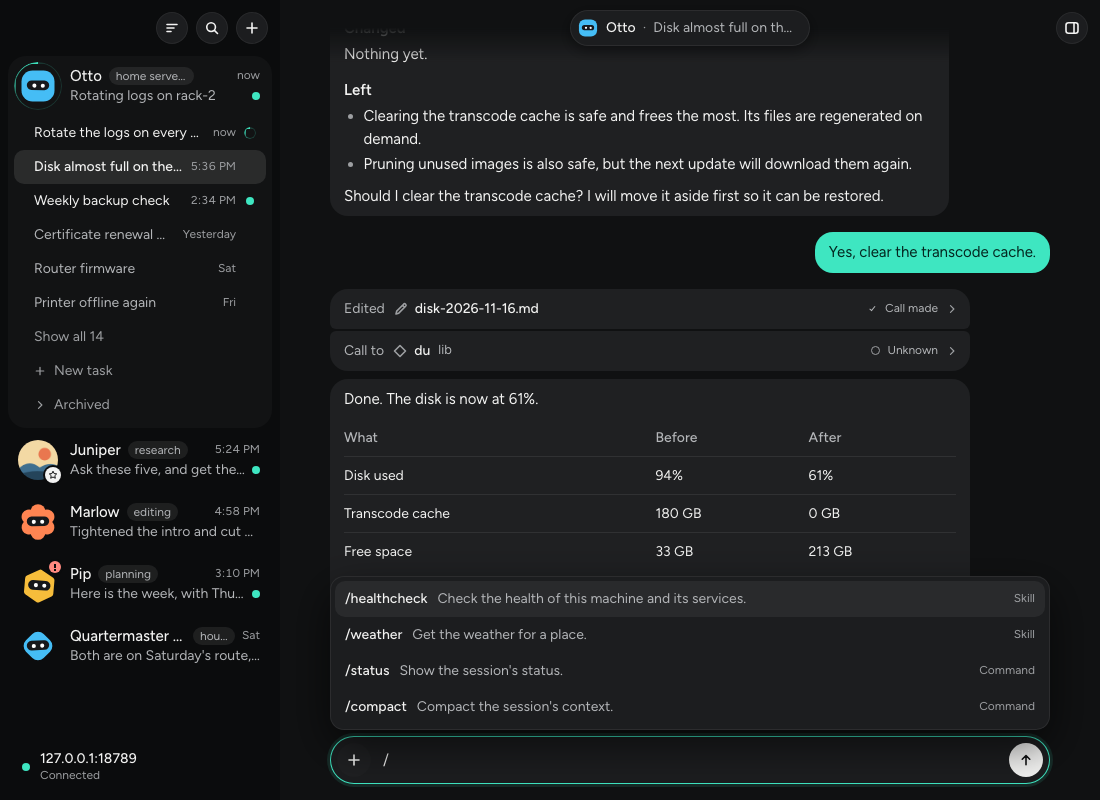 Otto · Disk almost full on th...
Otto home serve... now
Rotating logs on rack-2
Rotate the logs on every ... now
Disk almost full on the... 5:36 PM
Weekly backup check 2:34 PM
Certificate renewal ... Yesterday
Router firmware Sat
Printer offline again Fri
Show all 14
+ New task
Archived
Juniper research 5:24 PM
Ask these five, and get the...
Marlow editing 4:58 PM
Tightened the intro and cut ...
Pip planning 3:10 PM
Here is the week, with Thu...
Quartermaster ... hou... Sat
Both are on Saturday's route,...
127.0.0.1:18789
Connected
Changed
Nothing yet.
Left
• Clearing the transcode cache is safe and frees the most. Its files are regenerated on
demand.
• Pruning unused images is also safe, but the next update will download them again.
Should I clear the transcode cache? I will move it aside first so it can be restored.
Yes, clear the transcode cache.
Edited disk-2026-11-16.md Call made
Call to du lib Unknown
Done. The disk is now at 61%.
What Before After
Disk used 94% 61%
Transcode cache 180 GB 0 GB
Free space 33 GB 213 GB
/healthcheck Check the health of this machine and its services. Skill
/weather Get the weather for a place. Skill
/status Show the session's status. Command
/compact Compact the session's context. Command
/